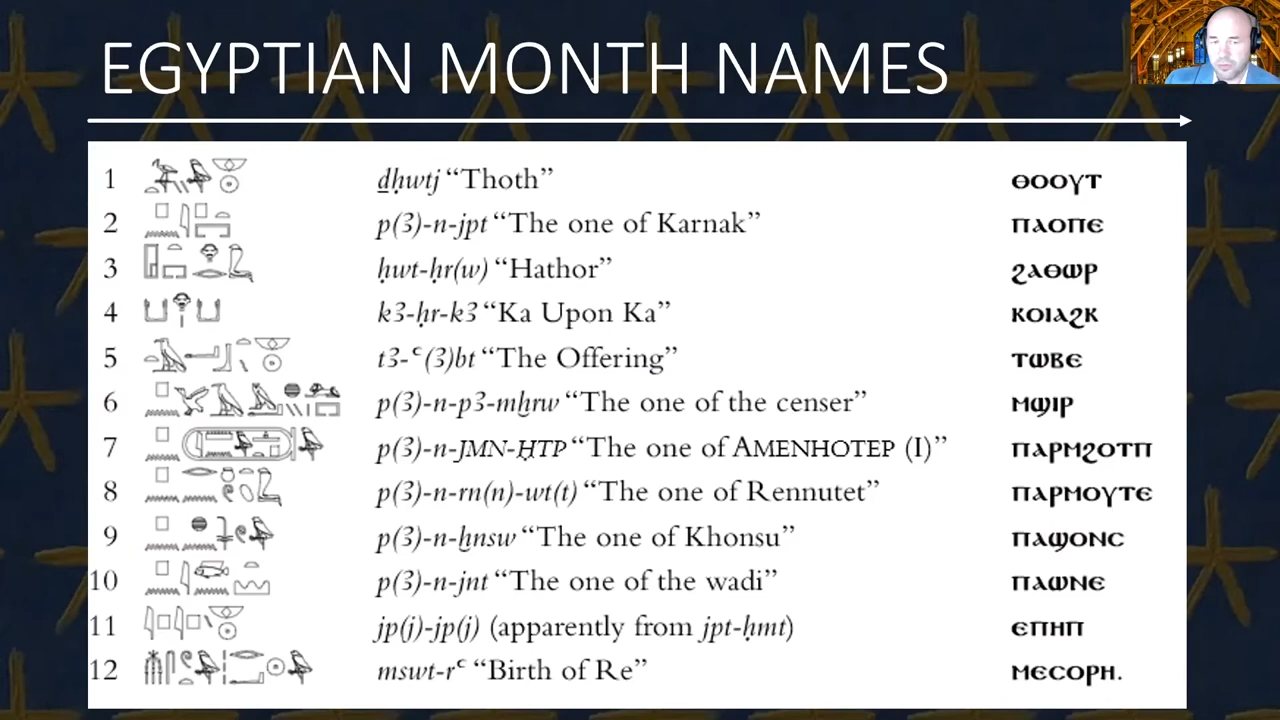 EGYPTIAN MONTH NAMES
1 ḏḥwtj “Thoth” ⲑⲟⲟⲩⲧ
2 p(3)-n-jpt “The one of Karnak” ⲡⲁⲟⲡⲉ
3 ḥwt-ḥr(w) “Hathor” ϩⲁⲑⲱⲣ
4 k3-ḥr-k3 “Ka Upon Ka” ⲕⲟⲓⲁϩⲕ
5 t3-ꜥ(3)bt “The Offering” ⲧⲱⲃⲉ
6 p(3)-n-p3-mḫrw “The one of the censer” ⲙϣⲓⲣ
7 p(3)-n-JMN-ḤTP “The one of AMENHOTEP (I)” ⲡⲁⲣⲙϩⲟⲧⲡ
8 p(3)-n-rn(n)-wt(t) “The one of Rennutet” ⲡⲁⲣⲙⲟⲩⲧⲉ
9 p(3)-n-ḫnsw “The one of Khonsu” ⲡⲁϣⲟⲛⲥ
10 p(3)-n-jnt “The one of the wadi” ⲡⲁⲱⲛⲉ
11 jp(j)-jp(j) (apparently from jpt-ḥmt) ⲉⲡⲏⲡ
12 mswt-rꜥ “Birth of Re” ⲙⲉⲥⲟⲣⲏ.